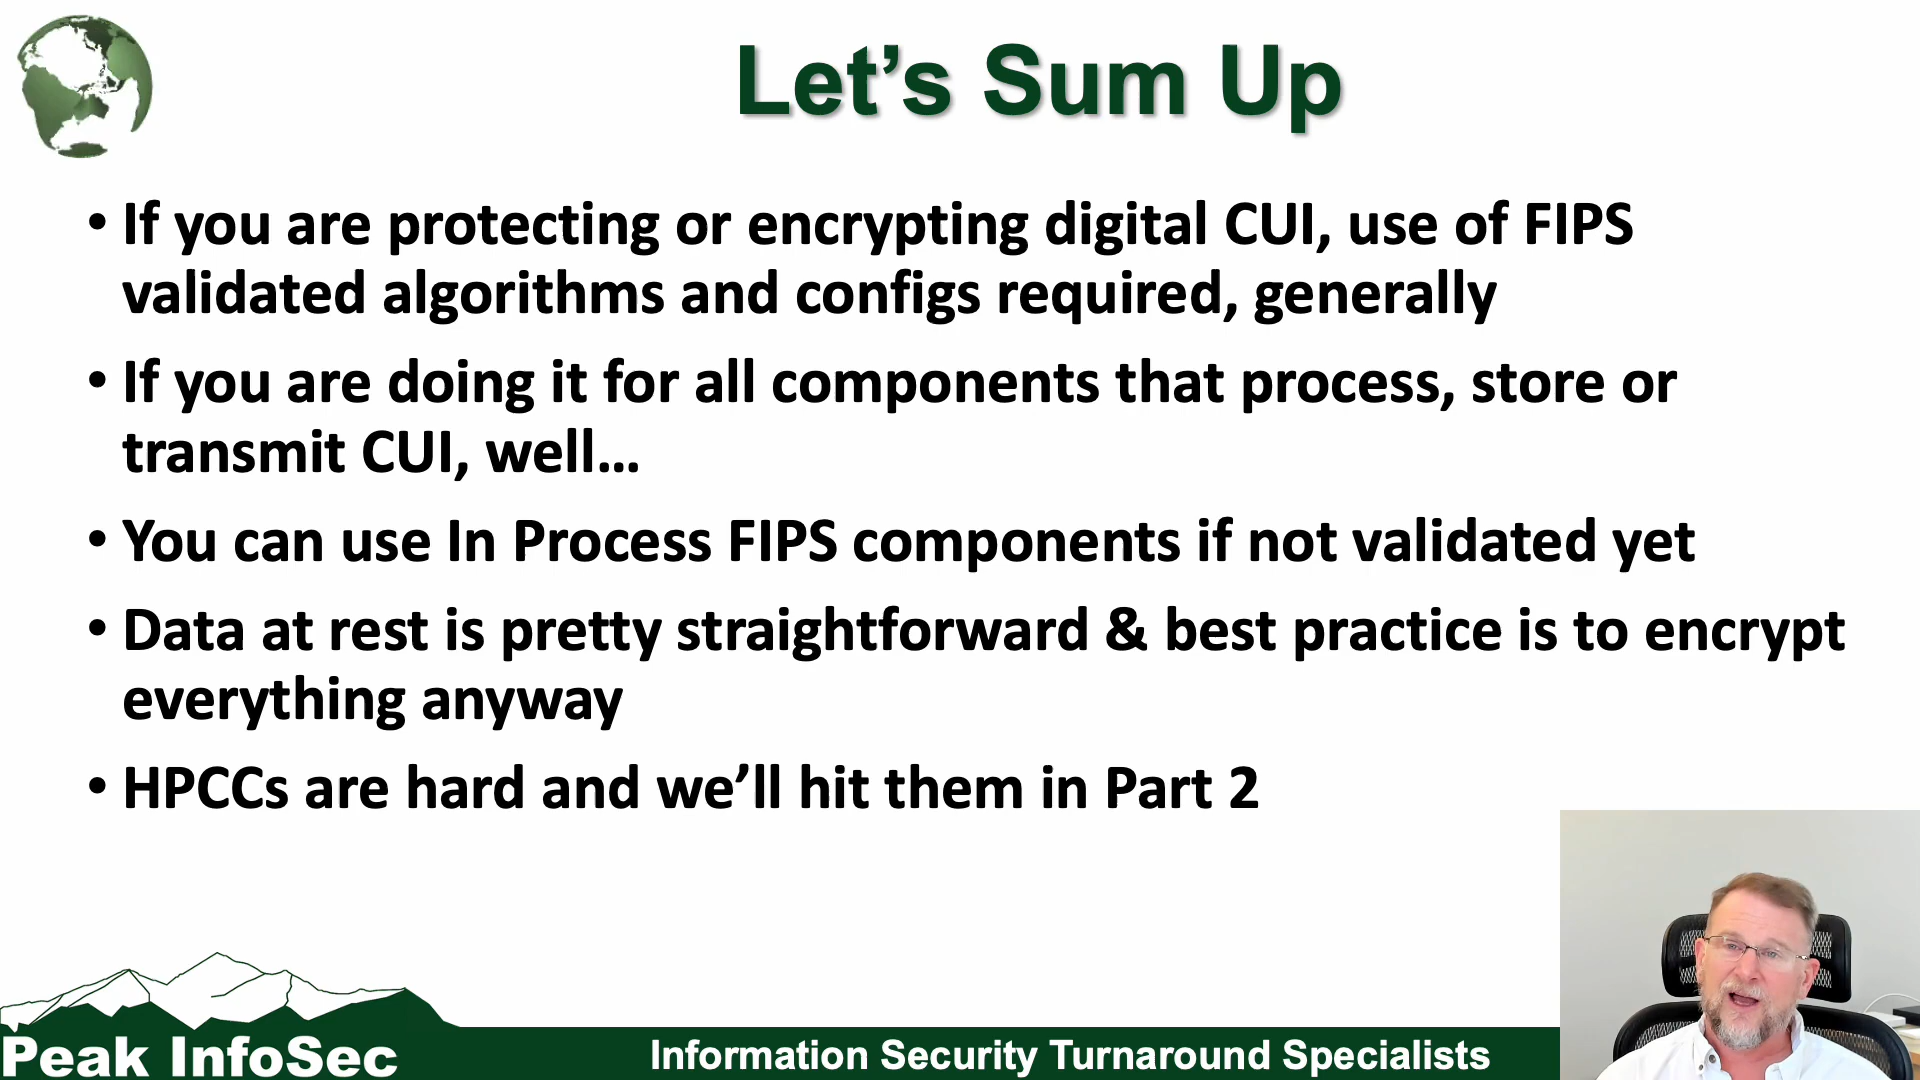 Let’s Sum Up
• If you are protecting or encrypting digital CUI, use of FIPS
validated algorithms and configs required, generally
• If you are doing it for all components that process, store or
transmit CUI, well…
• You can use In Process FIPS components if not validated yet
• Data at rest is pretty straightforward & best practice is to encrypt
everything anyway
• HPCCs are hard and we’ll hit them in Part 2
Peak InfoSec
Information Security Turnaround Specialists